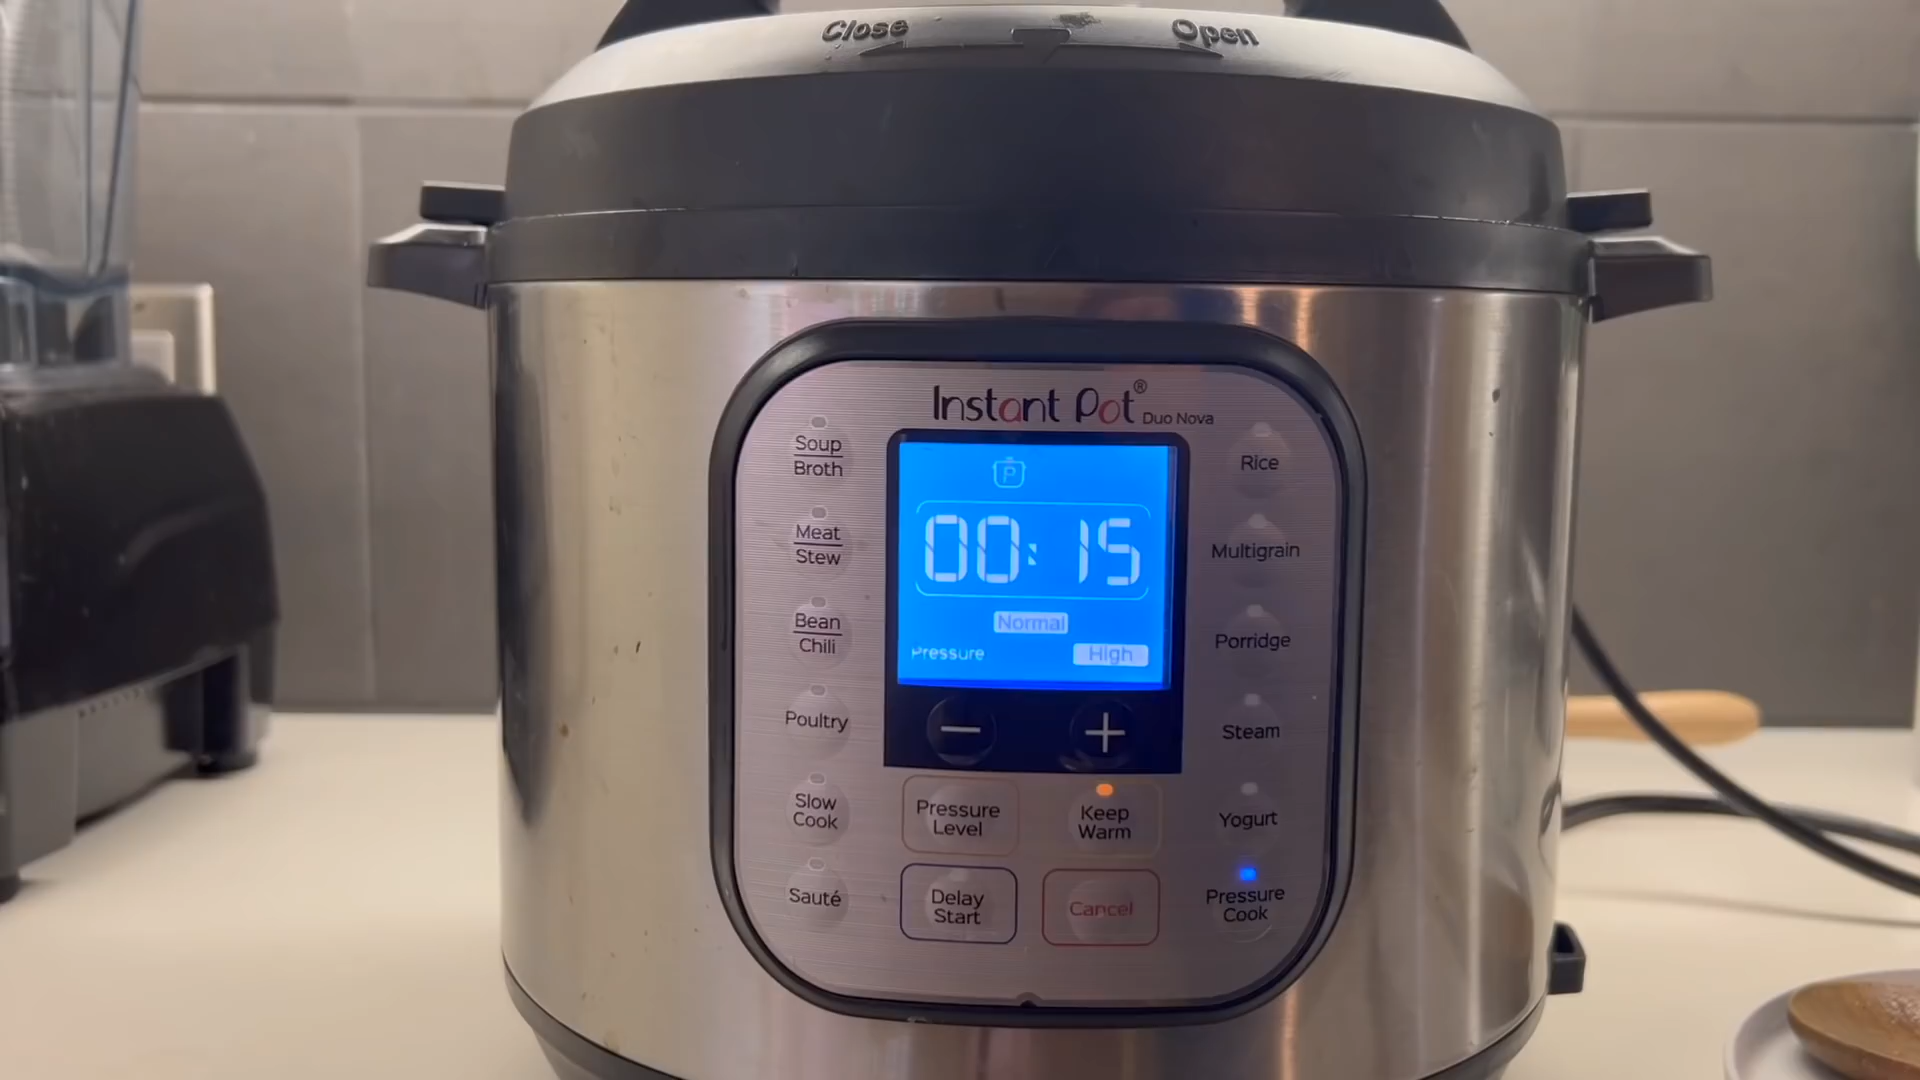 Close Open
Instant Pot® Duo Nova
Soup
Broth
Meat
Stew
Bean
Chili
Poultry
Slow
Cook
Sauté
P
00:15
Normal
Pressure High
− +
Pressure
Level
Keep
Warm
Delay
Start
Cancel
Rice
Multigrain
Porridge
Steam
Yogurt
Pressure
Cook